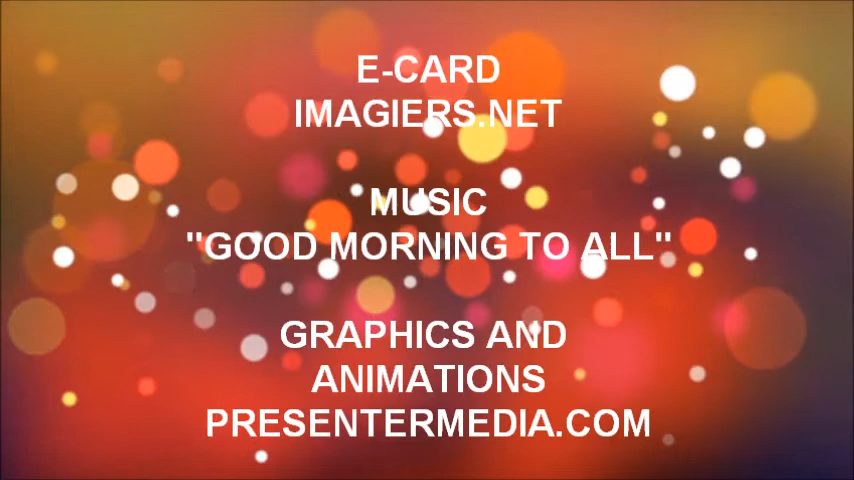 E-CARD
IMAGIERS.NET
MUSIC
"GOOD MORNING TO ALL"
GRAPHICS AND
ANIMATIONS
PRESENTERMEDIA.COM